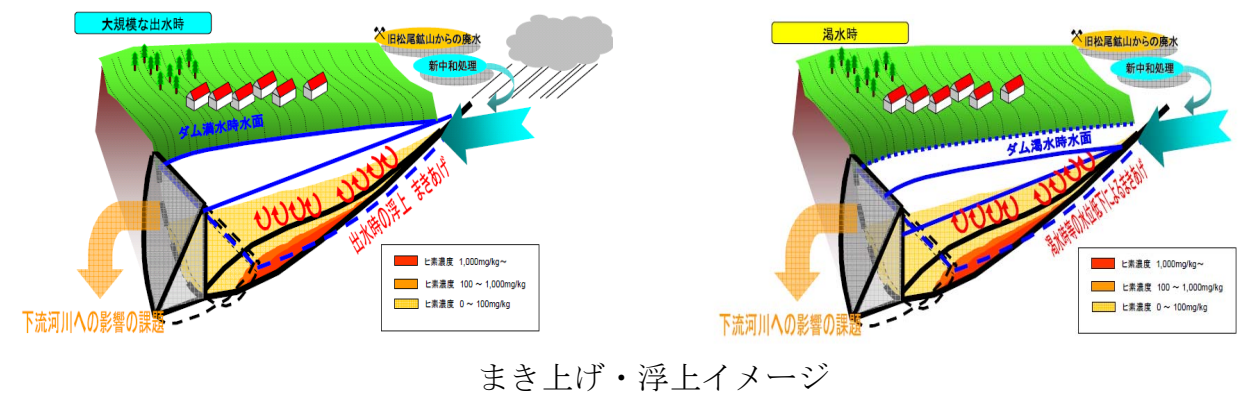 大規模な出水時
旧松尾鉱山からの廃水
新中和処理
ダム満水時水面
出水時の浮上 まきあげ
ヒ素濃度 1,000mg/kg～
ヒ素濃度 100 ～ 1,000mg/kg
ヒ素濃度 0 ～ 100mg/kg
下流河川への影響の課題
渇水時
旧松尾鉱山からの廃水
新中和処理
ダム渇水時水面
渇水時等の水位低下によるまきあげ
ヒ素濃度 1,000mg/kg～
ヒ素濃度 100 ～ 1,000mg/kg
ヒ素濃度 0 ～ 100mg/kg
下流河川への影響の課題
まき上げ・浮上イメージ